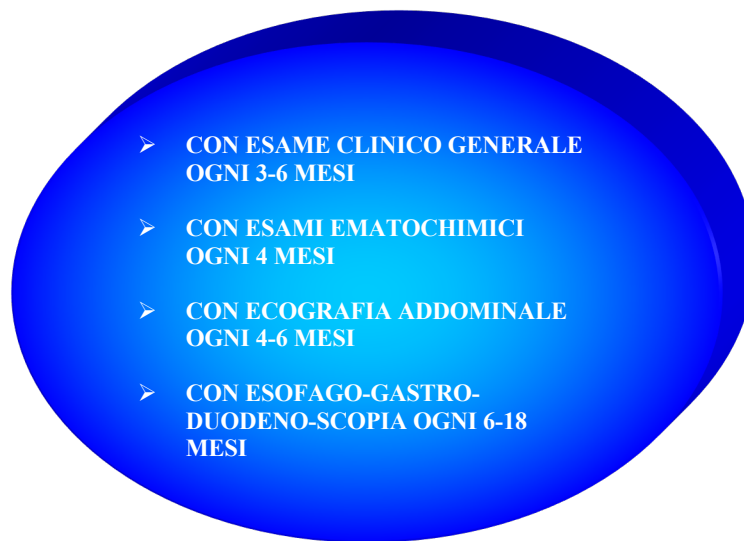 ➢ CON ESAME CLINICO GENERALE
OGNI 3-6 MESI
➢ CON ESAMI EMATOCHIMICI
OGNI 4 MESI
➢ CON ECOGRAFIA ADDOMINALE
OGNI 4-6 MESI
➢ CON ESOFAGO-GASTRO-
DUODENO-SCOPIA OGNI 6-18
MESI